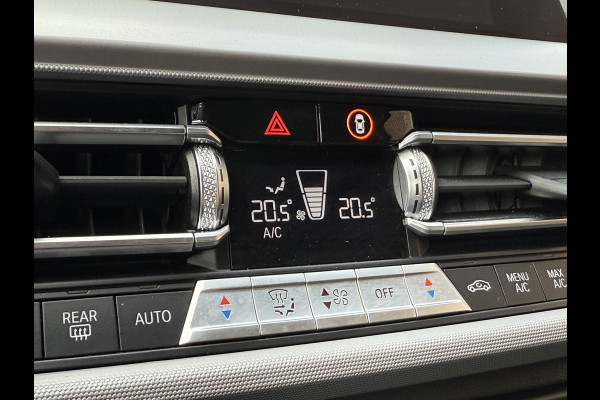 20.5° 20.5°
A/C
REAR
AUTO
OFF
MENU
A/C
MAX
A/C